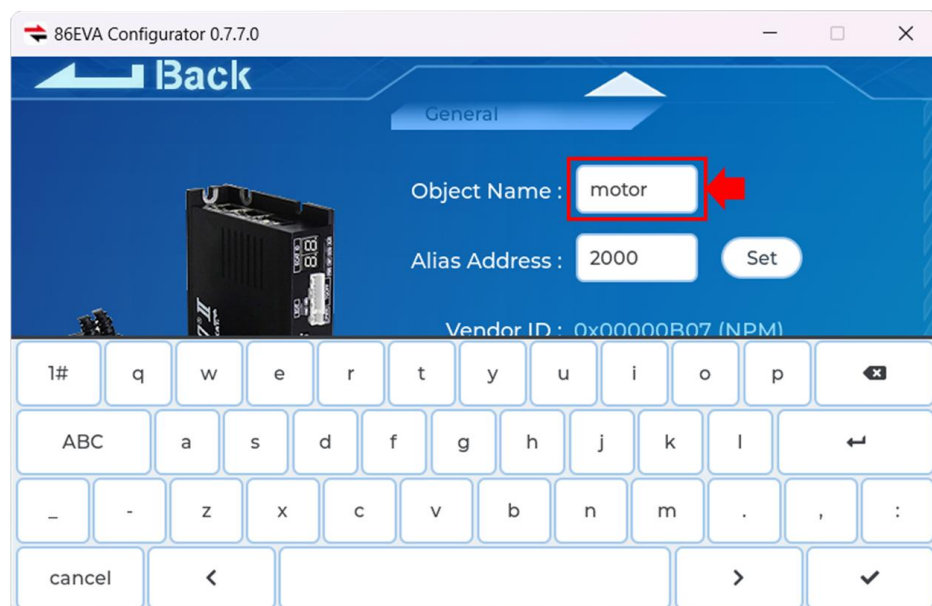 86EVA Configurator 0.7.7.0
Back
General
Object Name : motor
Alias Address : 2000 Set
Vendor ID : 0x00000B07 (NPM)
1# q w e r t y u i o p
ABC a s d f g h j k l
_ - z x c v b n m . , :
cancel